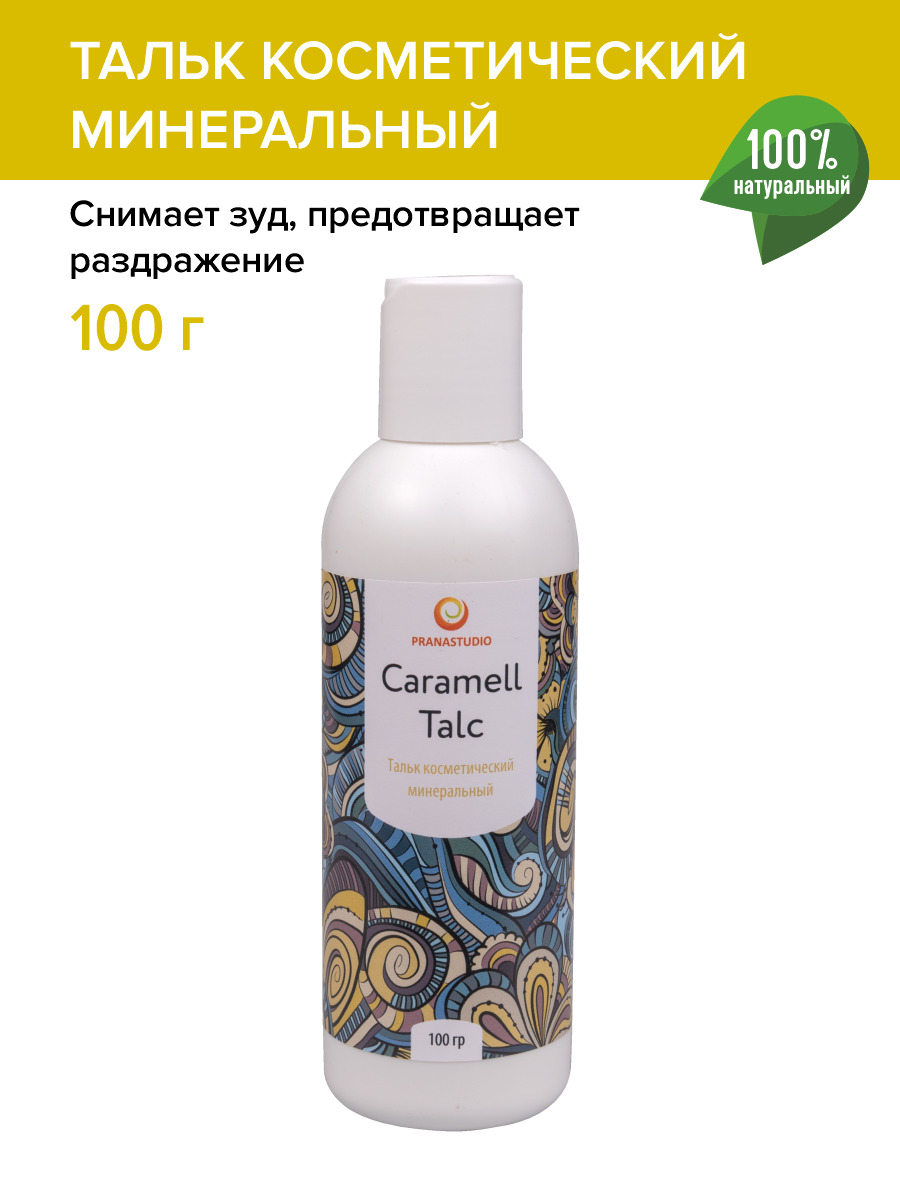 ТАЛЬК КОСМЕТИЧЕСКИЙ
МИНЕРАЛЬНЫЙ
100%
натуральный
Снимает зуд, предотвращает
раздражение
100 г
PRANASTUDIO
Caramell
Talc
Тальк косметический
минеральный
100 гр